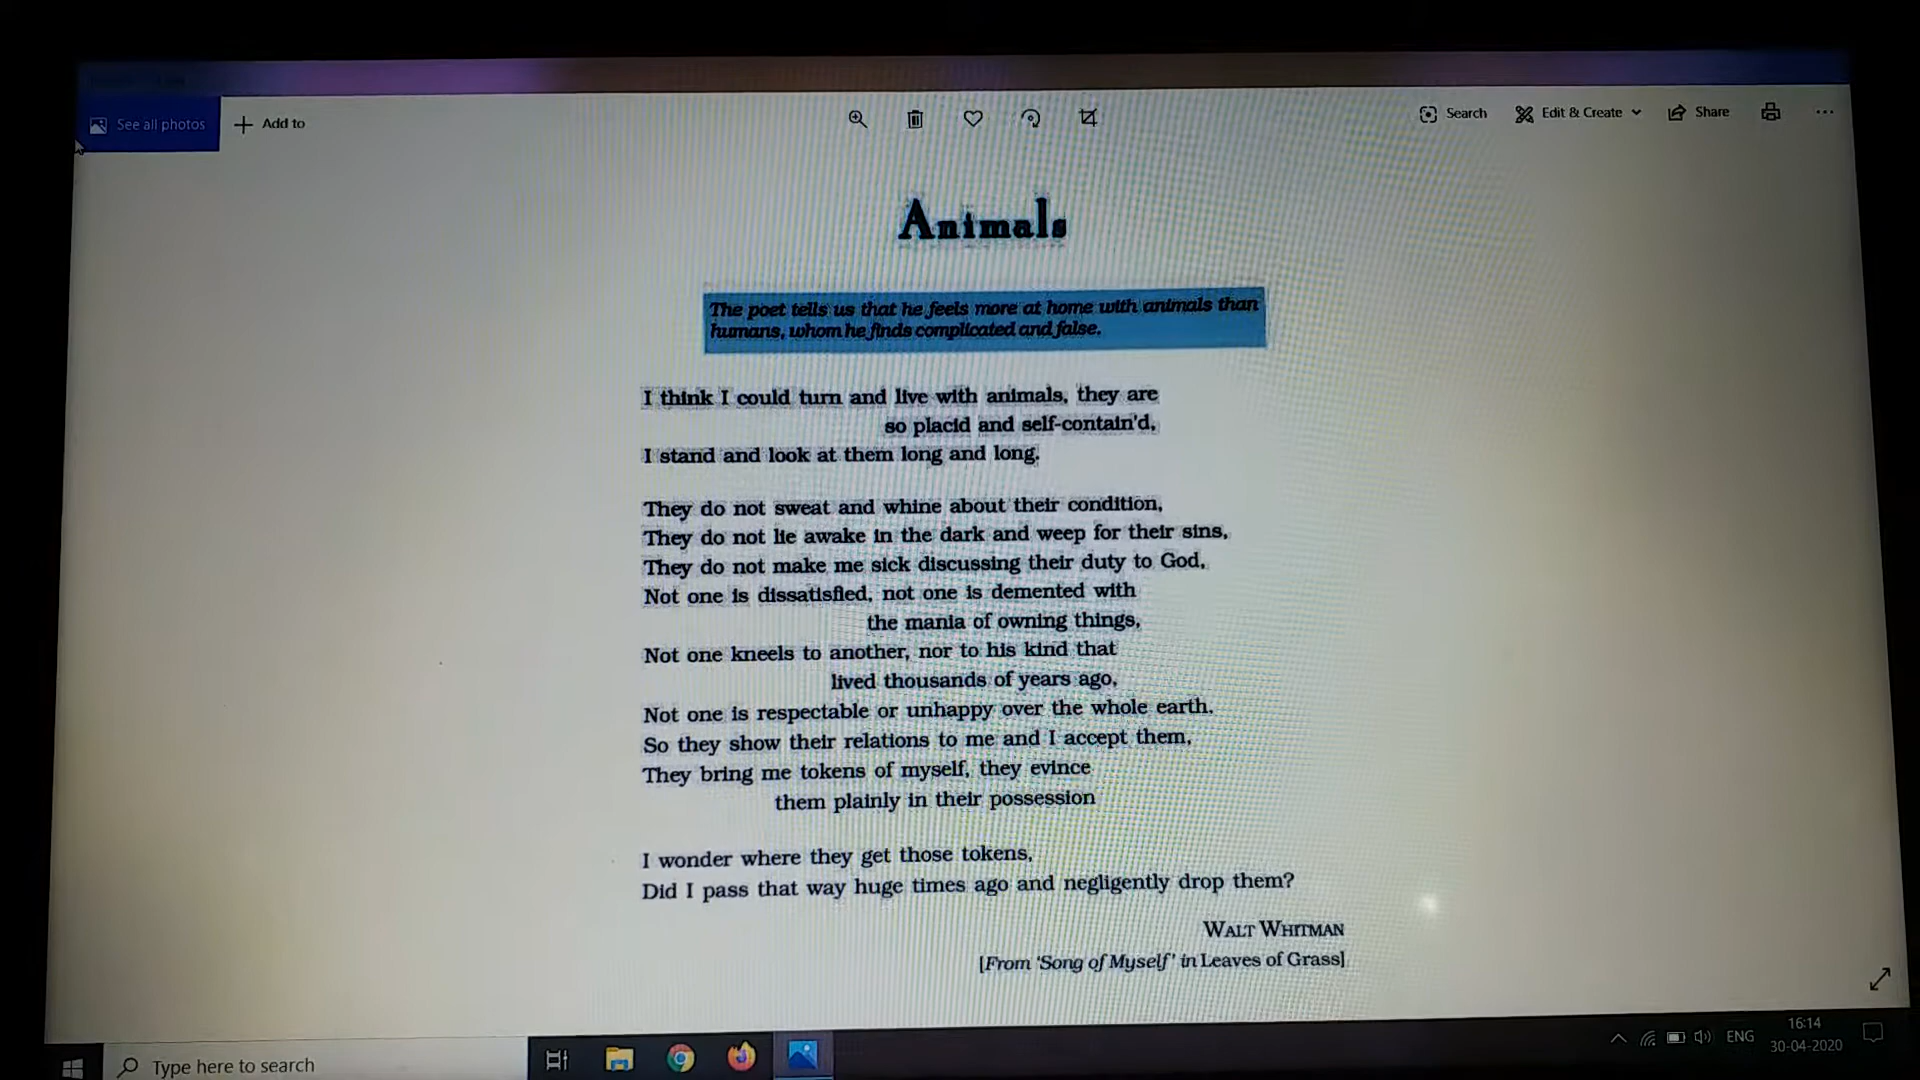 See all photos
Add to
Search
Edit & Create
Share
Animals
The poet tells us that he feels more at home with animals than
humans, whom he finds complicated and false.
I think I could turn and live with animals, they are
so placid and self-contain'd,
I stand and look at them long and long.
They do not sweat and whine about their condition,
They do not lie awake in the dark and weep for their sins,
They do not make me sick discussing their duty to God,
Not one is dissatisfied, not one is demented with
the mania of owning things,
Not one kneels to another, nor to his kind that
lived thousands of years ago,
Not one is respectable or unhappy over the whole earth.
So they show their relations to me and I accept them,
They bring me tokens of myself, they evince
them plainly in their possession
I wonder where they get those tokens,
Did I pass that way huge times ago and negligently drop them?
WALT WHITMAN
[From 'Song of Myself' in Leaves of Grass]
Type here to search
ENG
16:14
30-04-2020